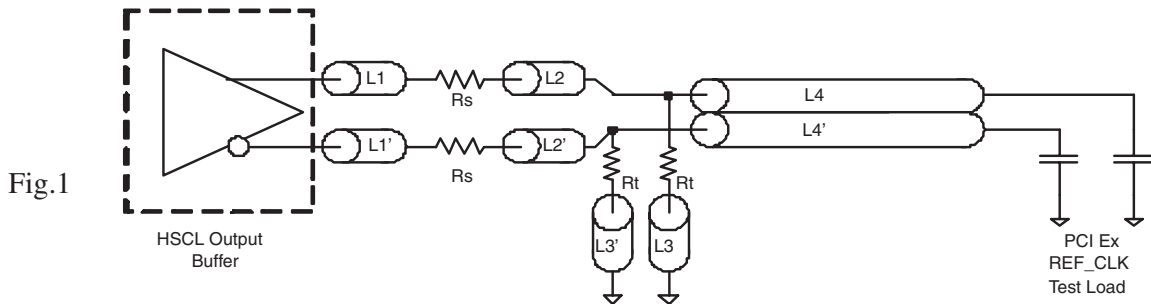 Fig.1
L1
Rs
L2
L4
L1'
Rs
L2'
L4'
Rt
Rt
L3'
L3
HSCL Output
Buffer
PCI Ex
REF_CLK
Test Load